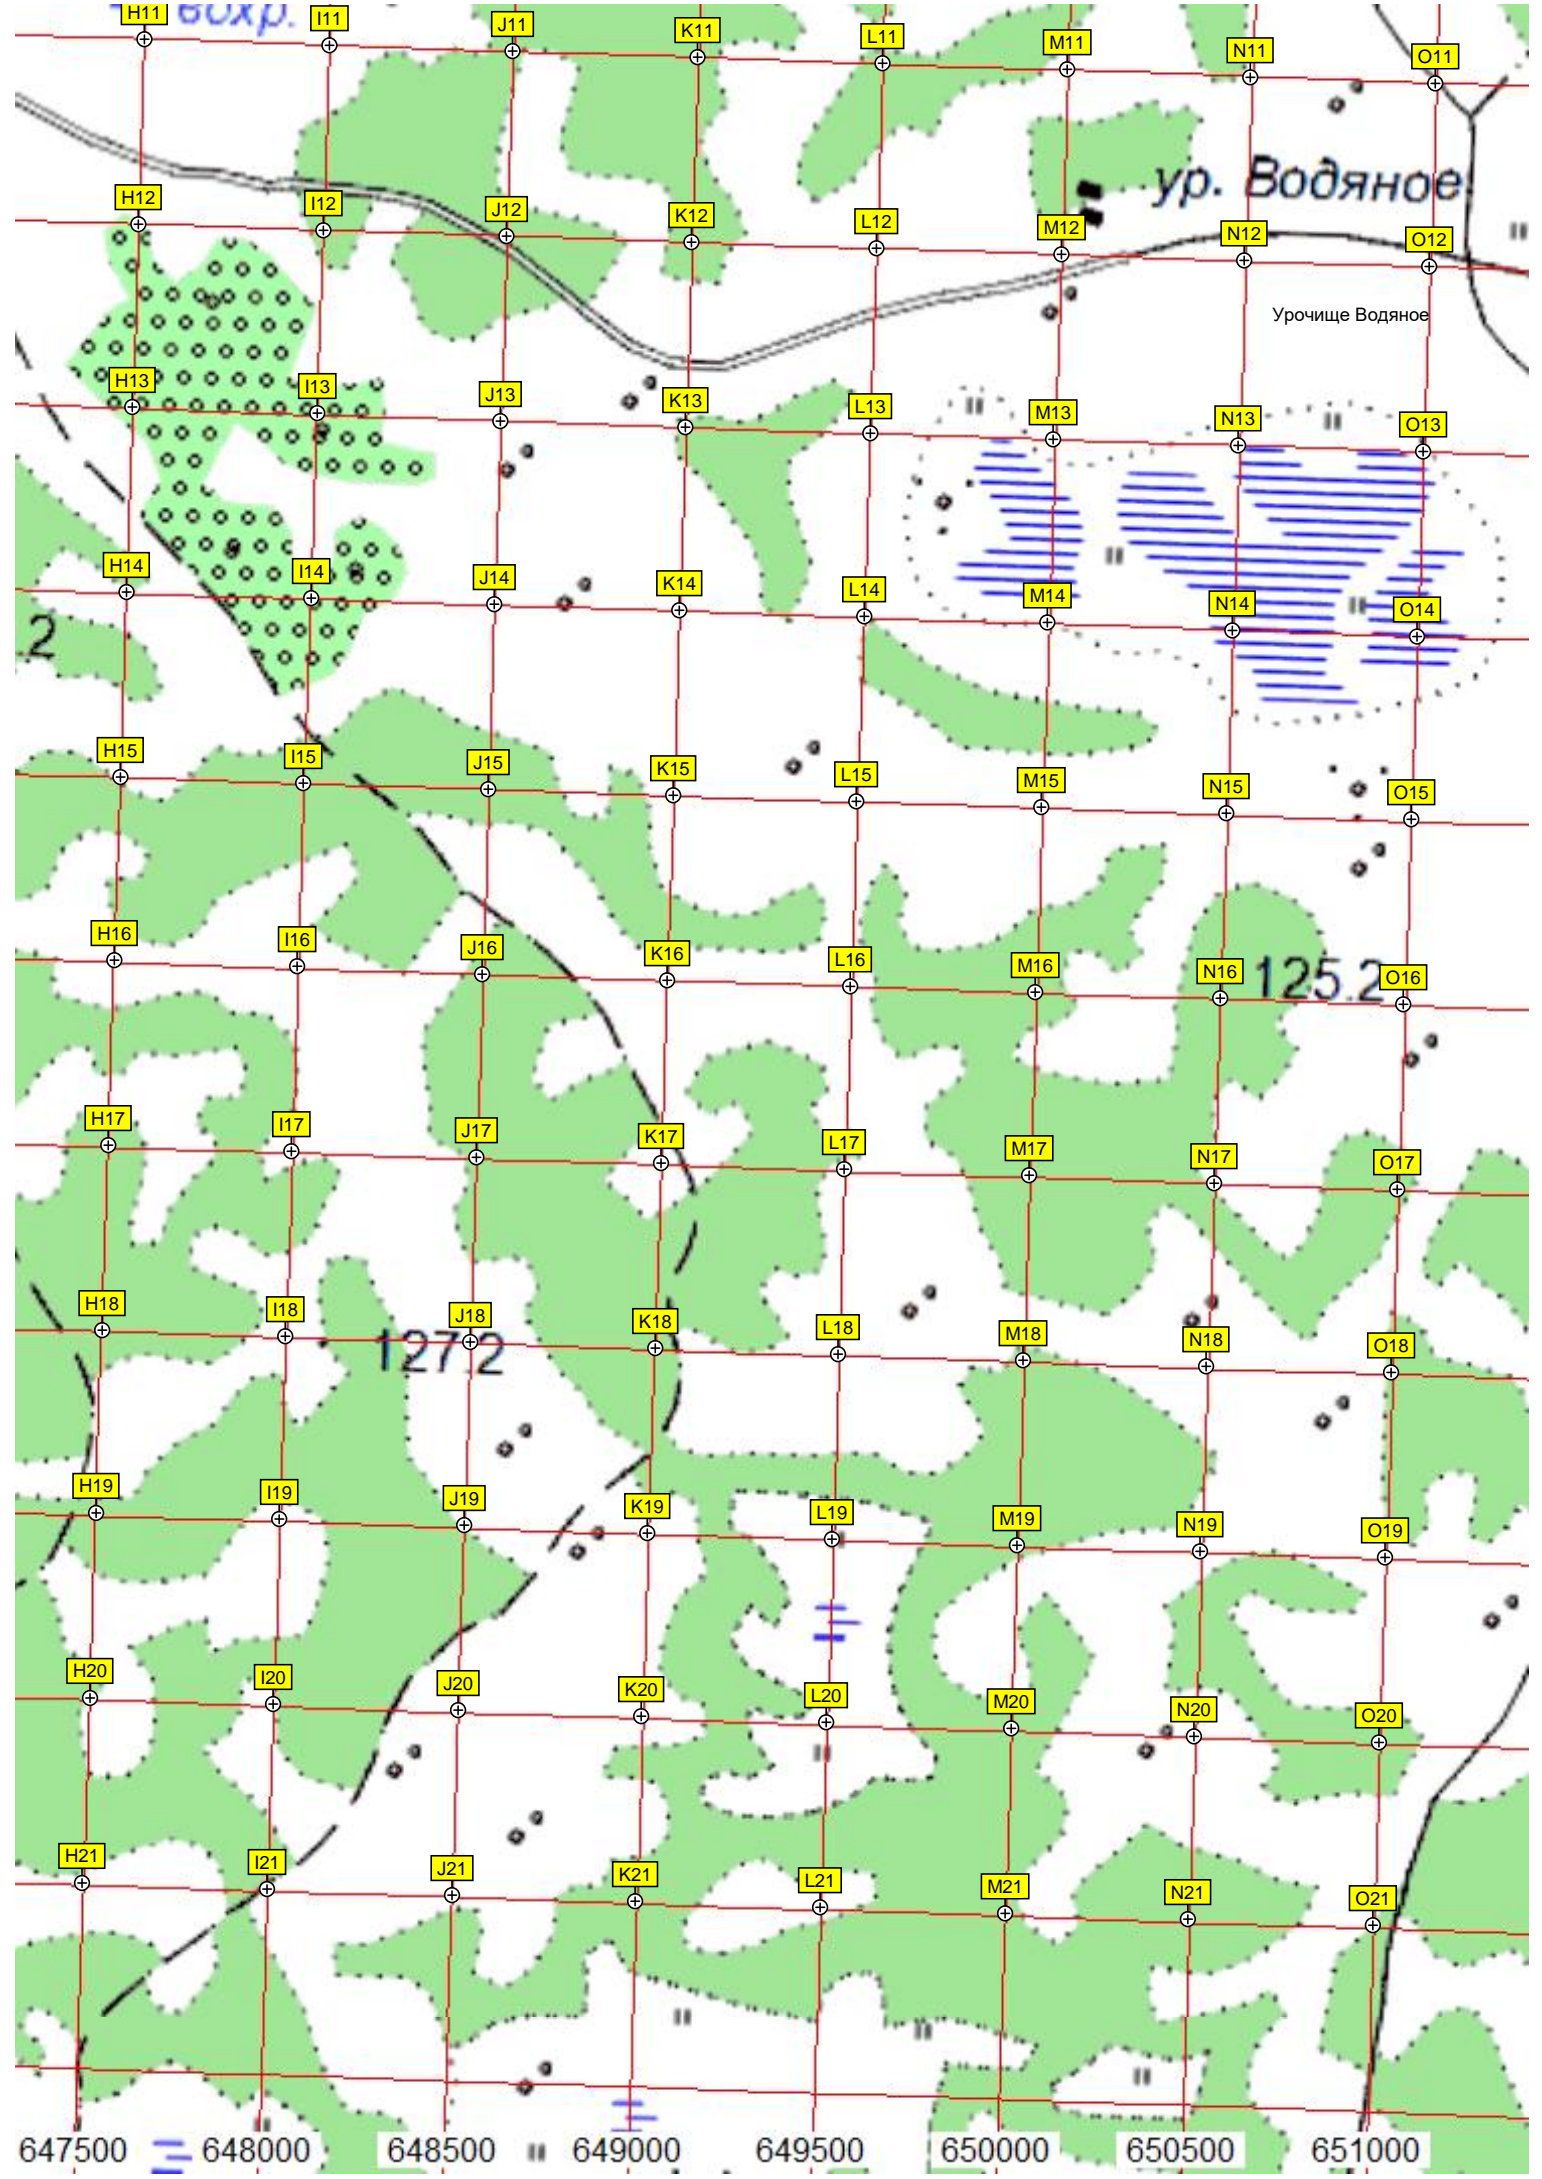 вохр.
H11 I11 J11 K11 L11 M11 N11 O11
ур. Водяное
H12 I12 J12 K12 L12 M12 N12 O12
Урочище Водяное
H13 I13 J13 K13 L13 M13 N13 O13
H14 I14 J14 K14 L14 M14 N14 O14
2
H15 I15 J15 K15 L15 M15 N15 O15
H16 I16 J16 K16 L16 M16 N16 O16
125.2
H17 I17 J17 K17 L17 M17 N17 O17
H18 I18 J18 K18 L18 M18 N18 O18
127.2
H19 I19 J19 K19 L19 M19 N19 O19
H20 I20 J20 K20 L20 M20 N20 O20
H21 I21 J21 K21 L21 M21 N21 O21
647500 648000 648500 649000 649500 650000 650500 651000